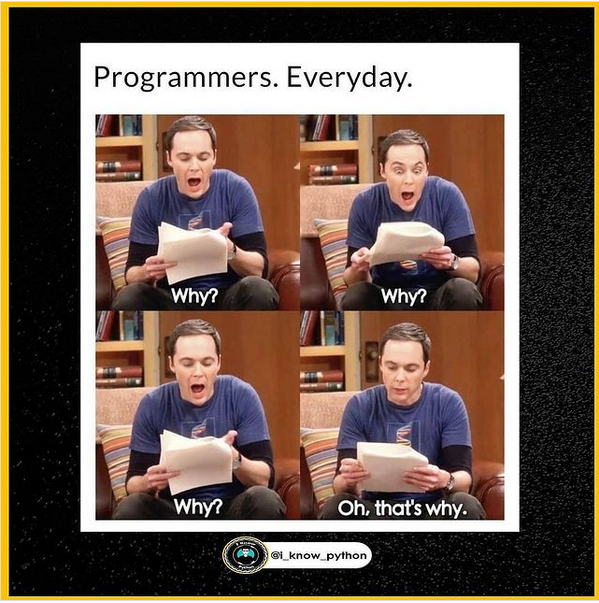 Programmers. Everyday.
Why?
Why?
Why?
Oh, that's why.
@i_know_python